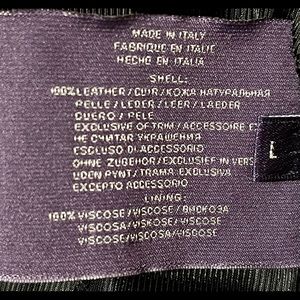 MADE IN ITALY
FABRIQUE EN ITALIE
HECHO EN ITALIA
SHELL:
100%LEATHER/CUIR/КОЖА НАТУРАЛЬНАЯ
PELLE/LEDER/LEER/LAEDER
CUERO/PELE
EXCLUSIVE OF TRIM/ACCESSOIRE E
НЕ СЧИТАЯ УКРАШЕНИЯ
ESCLUSO DI ACCESSORIO
OHNE ZUBEHOR/EXCLUSIEF IN VERS
UDEN PYNT/TRAMA EXCLUSIVA
EXCEPTO ACCESSORIO
LINING:
100% VISCOSE/VISCOSE/ВИСКОЗА
VISCOSA/VISKOSE/VISCOSE
VISCOSE/VISCOSA/VISCOSE
L